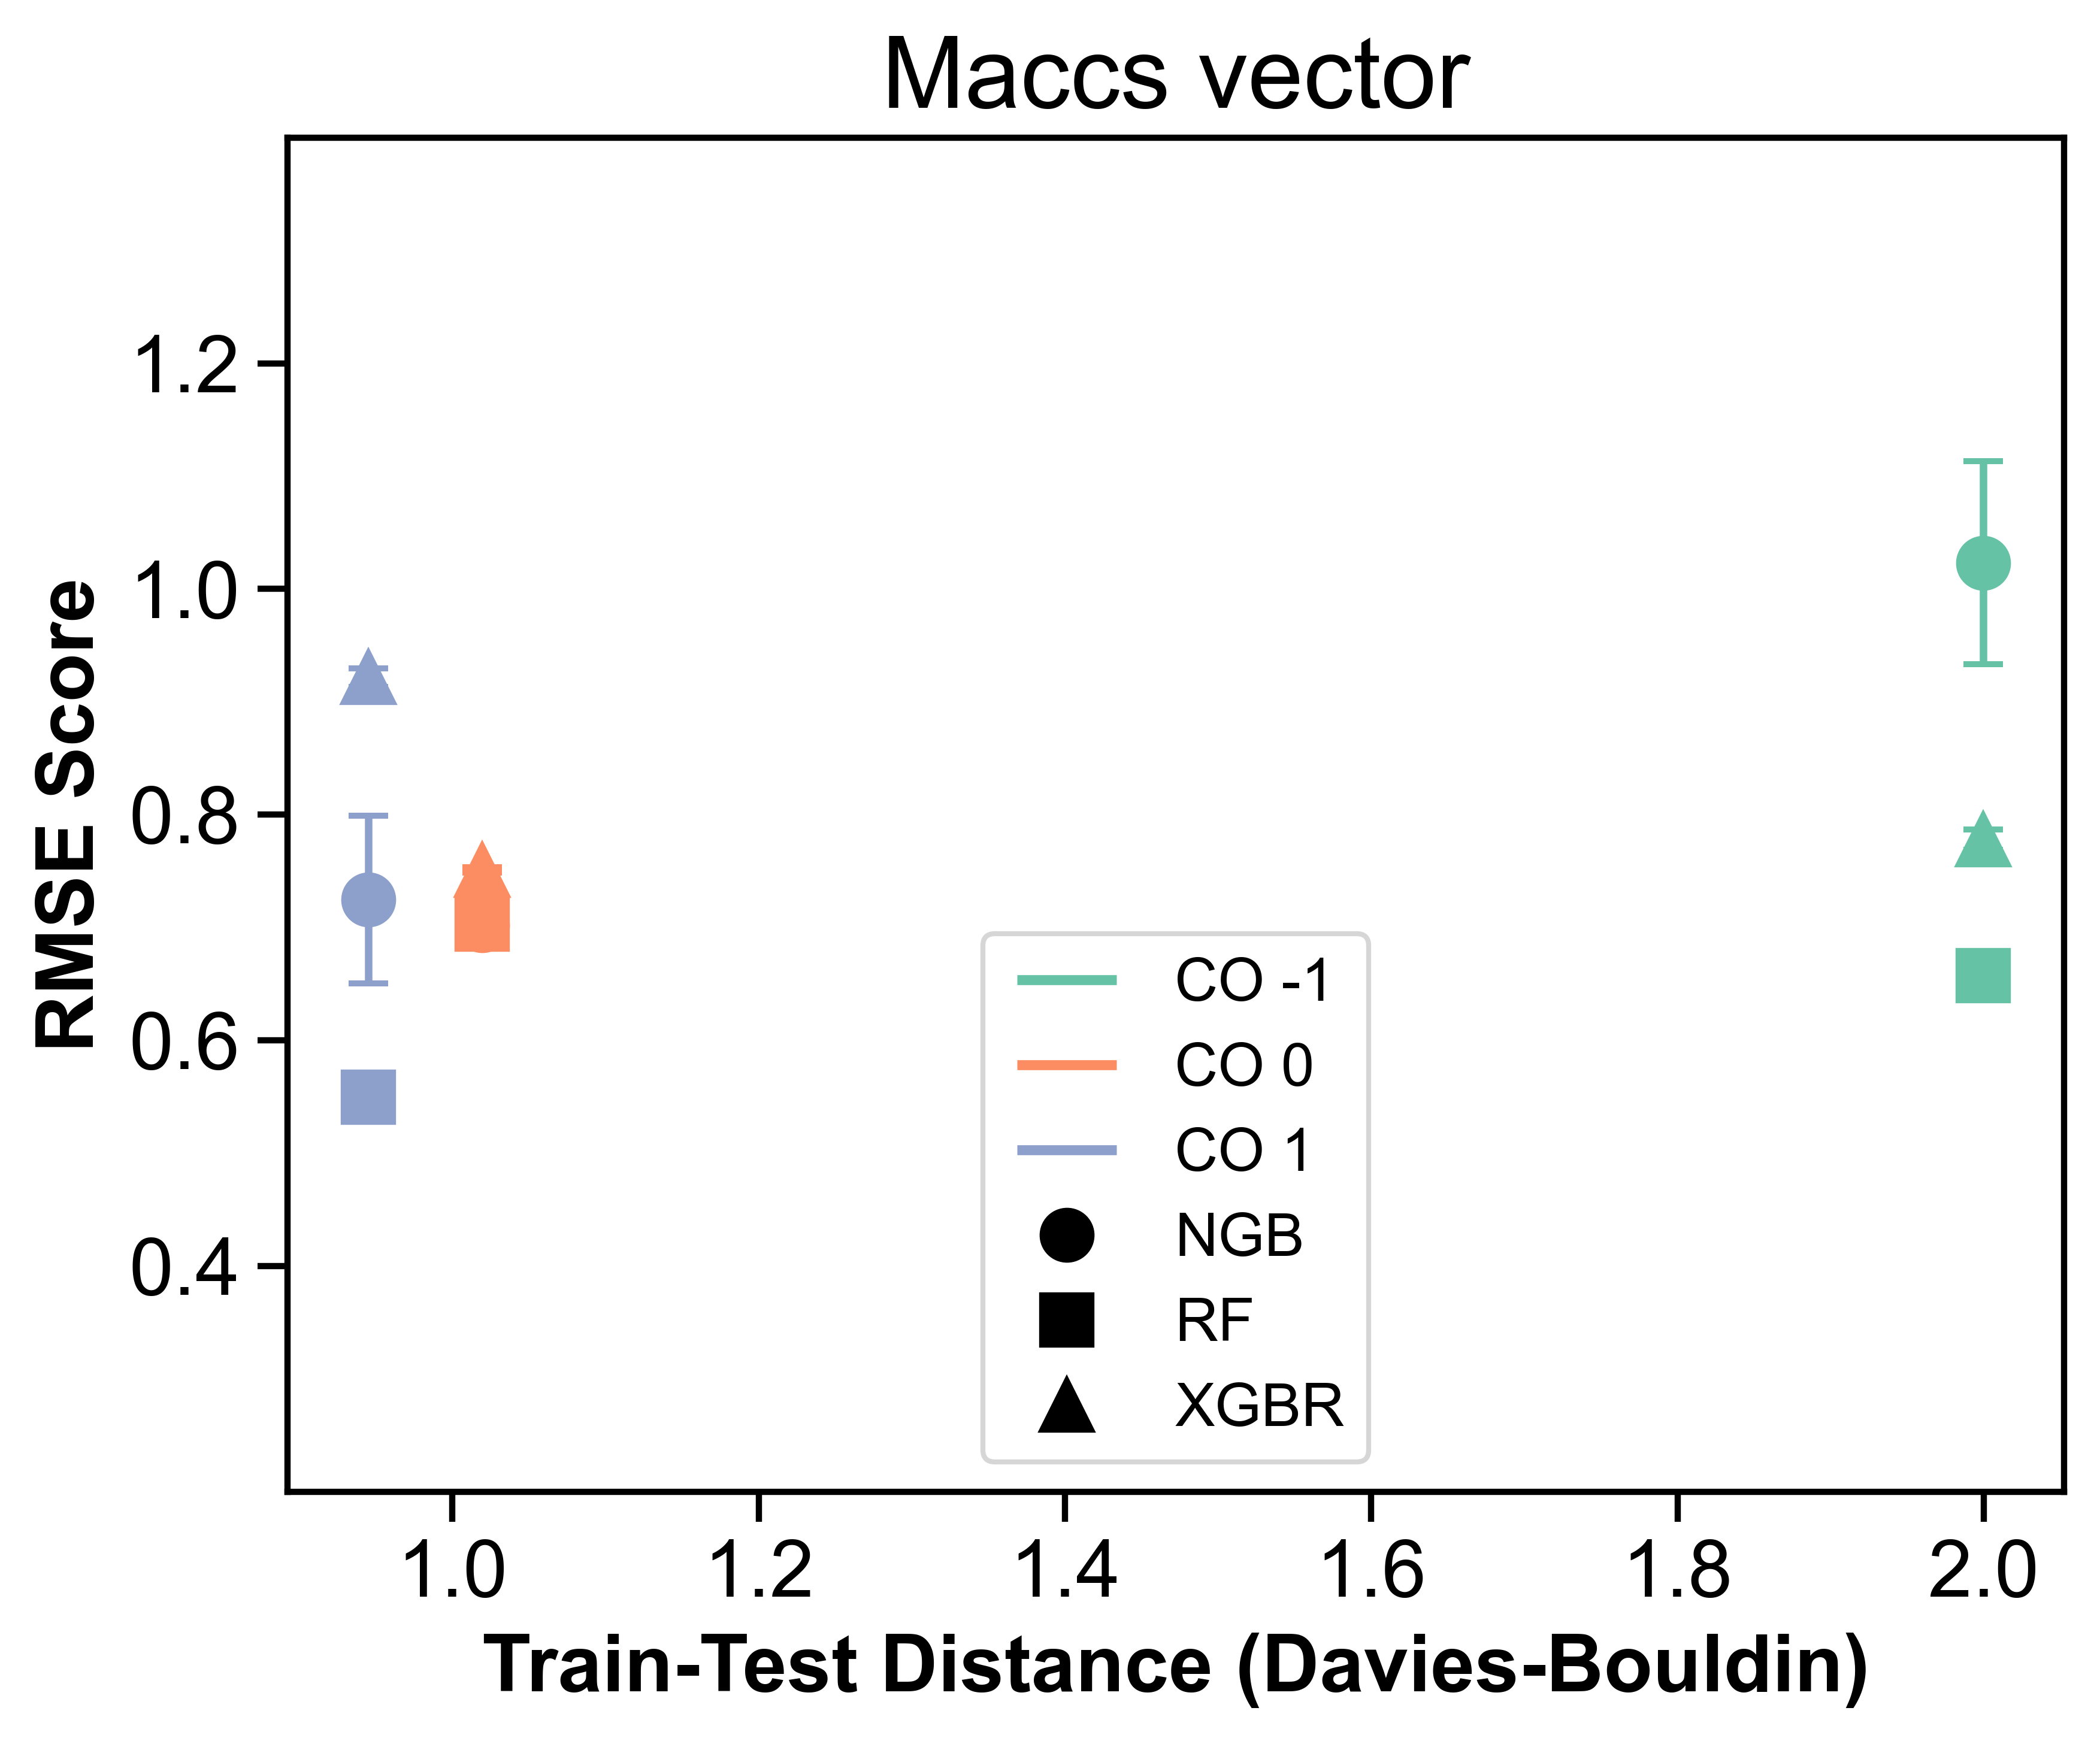 Maccs vector
RMSE Score
1.2
1.0
0.8
0.6
0.4
CO -1
CO 0
CO 1
NGB
RF
XGBR
1.0 1.2 1.4 1.6 1.8 2.0
Train-Test Distance (Davies-Bouldin)